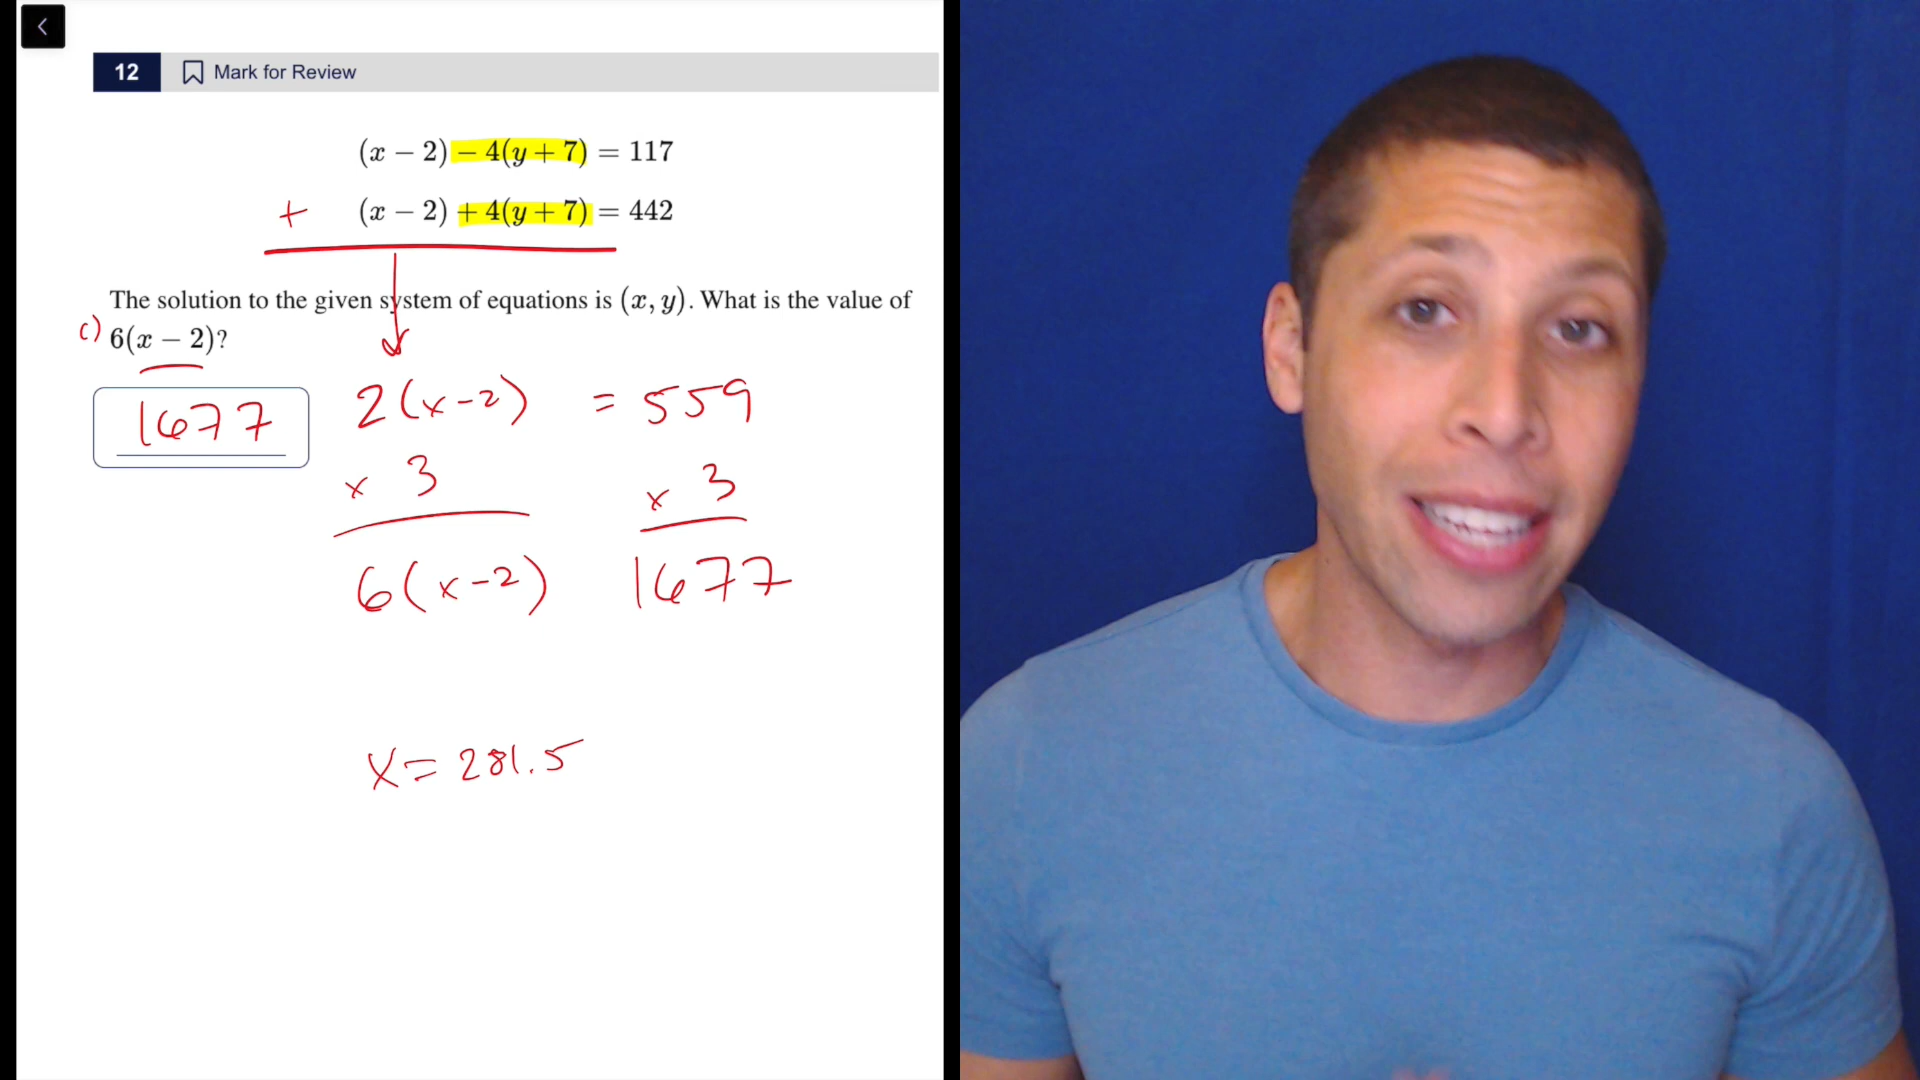 12 Mark for Review
(x − 2) − 4(y + 7) = 117
+ (x − 2) + 4(y + 7) = 442
The solution to the given system of equations is (x, y). What is the value of
c) 6(x − 2)?
1677
2(x-2) = 559
x 3 x 3
6(x-2) 1677
x = 281.5